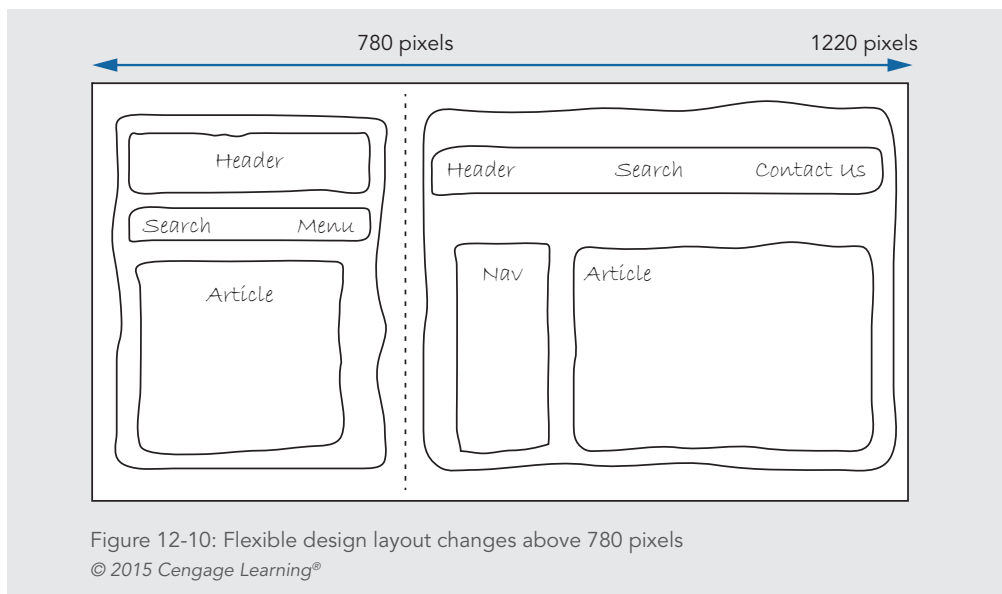 780 pixels
1220 pixels
Header
Search Menu
Article
Header Search Contact Us
Nav
Article
Figure 12-10: Flexible design layout changes above 780 pixels
© 2015 Cengage Learning®